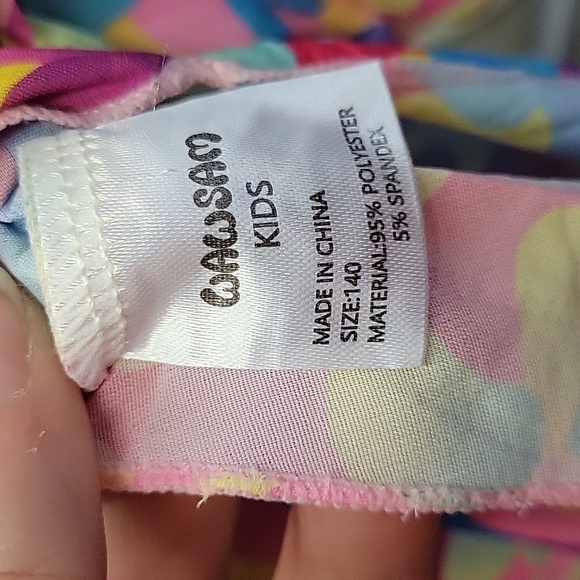 WAWSAM
KIDS
MADE IN CHINA
SIZE:140
MATERIAL:95% POLYESTER
5% SPANDEX